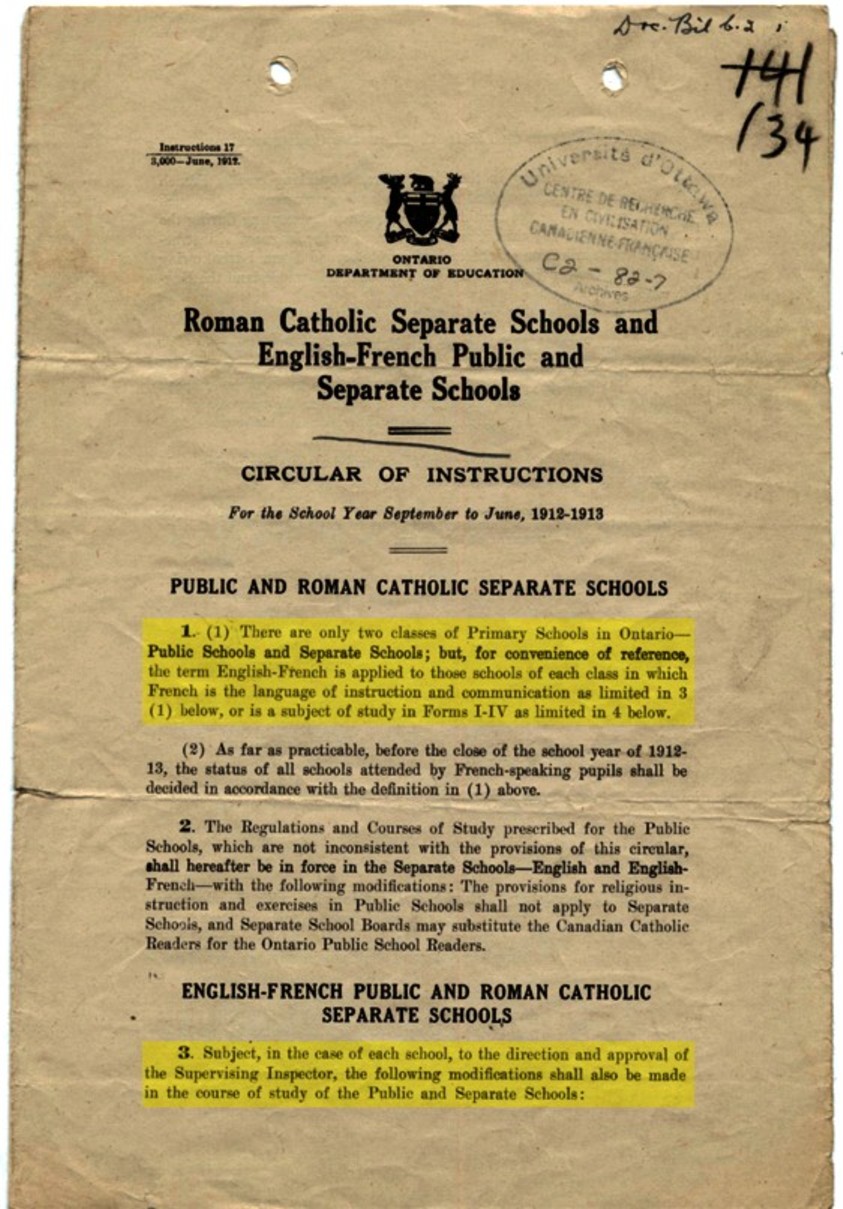 Doc. Bil 6.2 i
141
134
Instructions 17
3,000—June, 1912.
Université d'Ottawa
CENTRE DE RECHERCHE
EN CIVILISATION
CANADIENNE-FRANÇAISE
C2 - 82-7
Archives
ONTARIO
DEPARTMENT OF EDUCATION
Roman Catholic Separate Schools and
English-French Public and
Separate Schools
CIRCULAR OF INSTRUCTIONS
For the School Year September to June, 1912-1913
PUBLIC AND ROMAN CATHOLIC SEPARATE SCHOOLS
1. (1) There are only two classes of Primary Schools in Ontario—
Public Schools and Separate Schools; but, for convenience of reference,
the term English-French is applied to those schools of each class in which
French is the language of instruction and communication as limited in 3
(1) below, or is a subject of study in Forms I-IV as limited in 4 below.
(2) As far as practicable, before the close of the school year of 1912-
13, the status of all schools attended by French-speaking pupils shall be
decided in accordance with the definition in (1) above.
2. The Regulations and Courses of Study prescribed for the Public
Schools, which are not inconsistent with the provisions of this circular,
shall hereafter be in force in the Separate Schools—English and English-
French—with the following modifications: The provisions for religious in-
struction and exercises in Public Schools shall not apply to Separate
Schools, and Separate School Boards may substitute the Canadian Catholic
Readers for the Ontario Public School Readers.
ENGLISH-FRENCH PUBLIC AND ROMAN CATHOLIC
SEPARATE SCHOOLS
3. Subject, in the case of each school, to the direction and approval of
the Supervising Inspector, the following modifications shall also be made
in the course of study of the Public and Separate Schools: